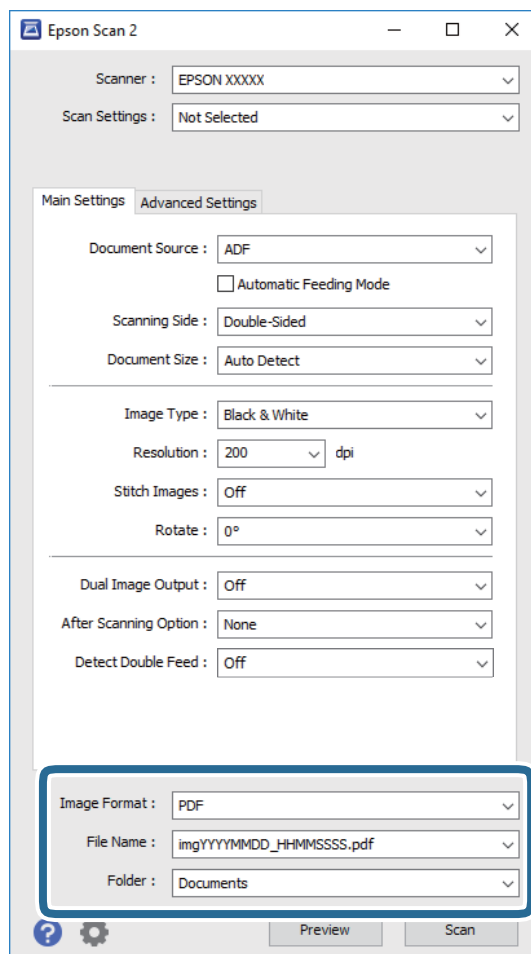 Epson Scan 2
Scanner : EPSON XXXXX
Scan Settings : Not Selected
Main Settings Advanced Settings
Document Source : ADF
Automatic Feeding Mode
Scanning Side : Double-Sided
Document Size : Auto Detect
Image Type : Black & White
Resolution : 200 dpi
Stitch Images : Off
Rotate : 0°
Dual Image Output : Off
After Scanning Option : None
Detect Double Feed : Off
Image Format : PDF
File Name : imgYYYYMMDD_HHMMSSSS.pdf
Folder : Documents
? Preview Scan